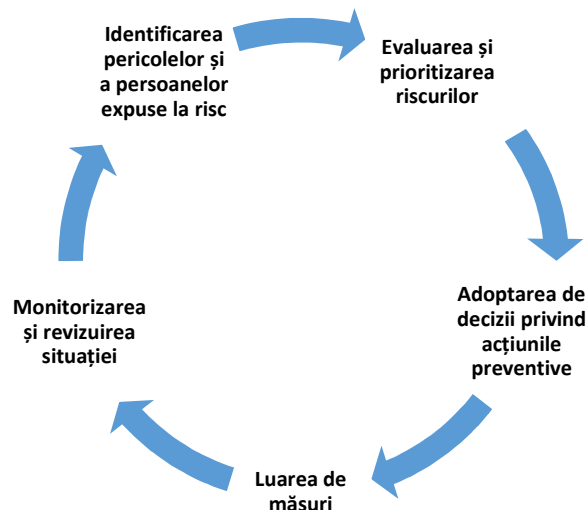 Identificarea
pericolelor și
a persoanelor
expuse la risc
Evaluarea și
prioritizarea
riscurilor
Adoptarea de
decizii privind
acțiunile
preventive
Luarea de
măsuri
Monitorizarea
și revizuirea
situației